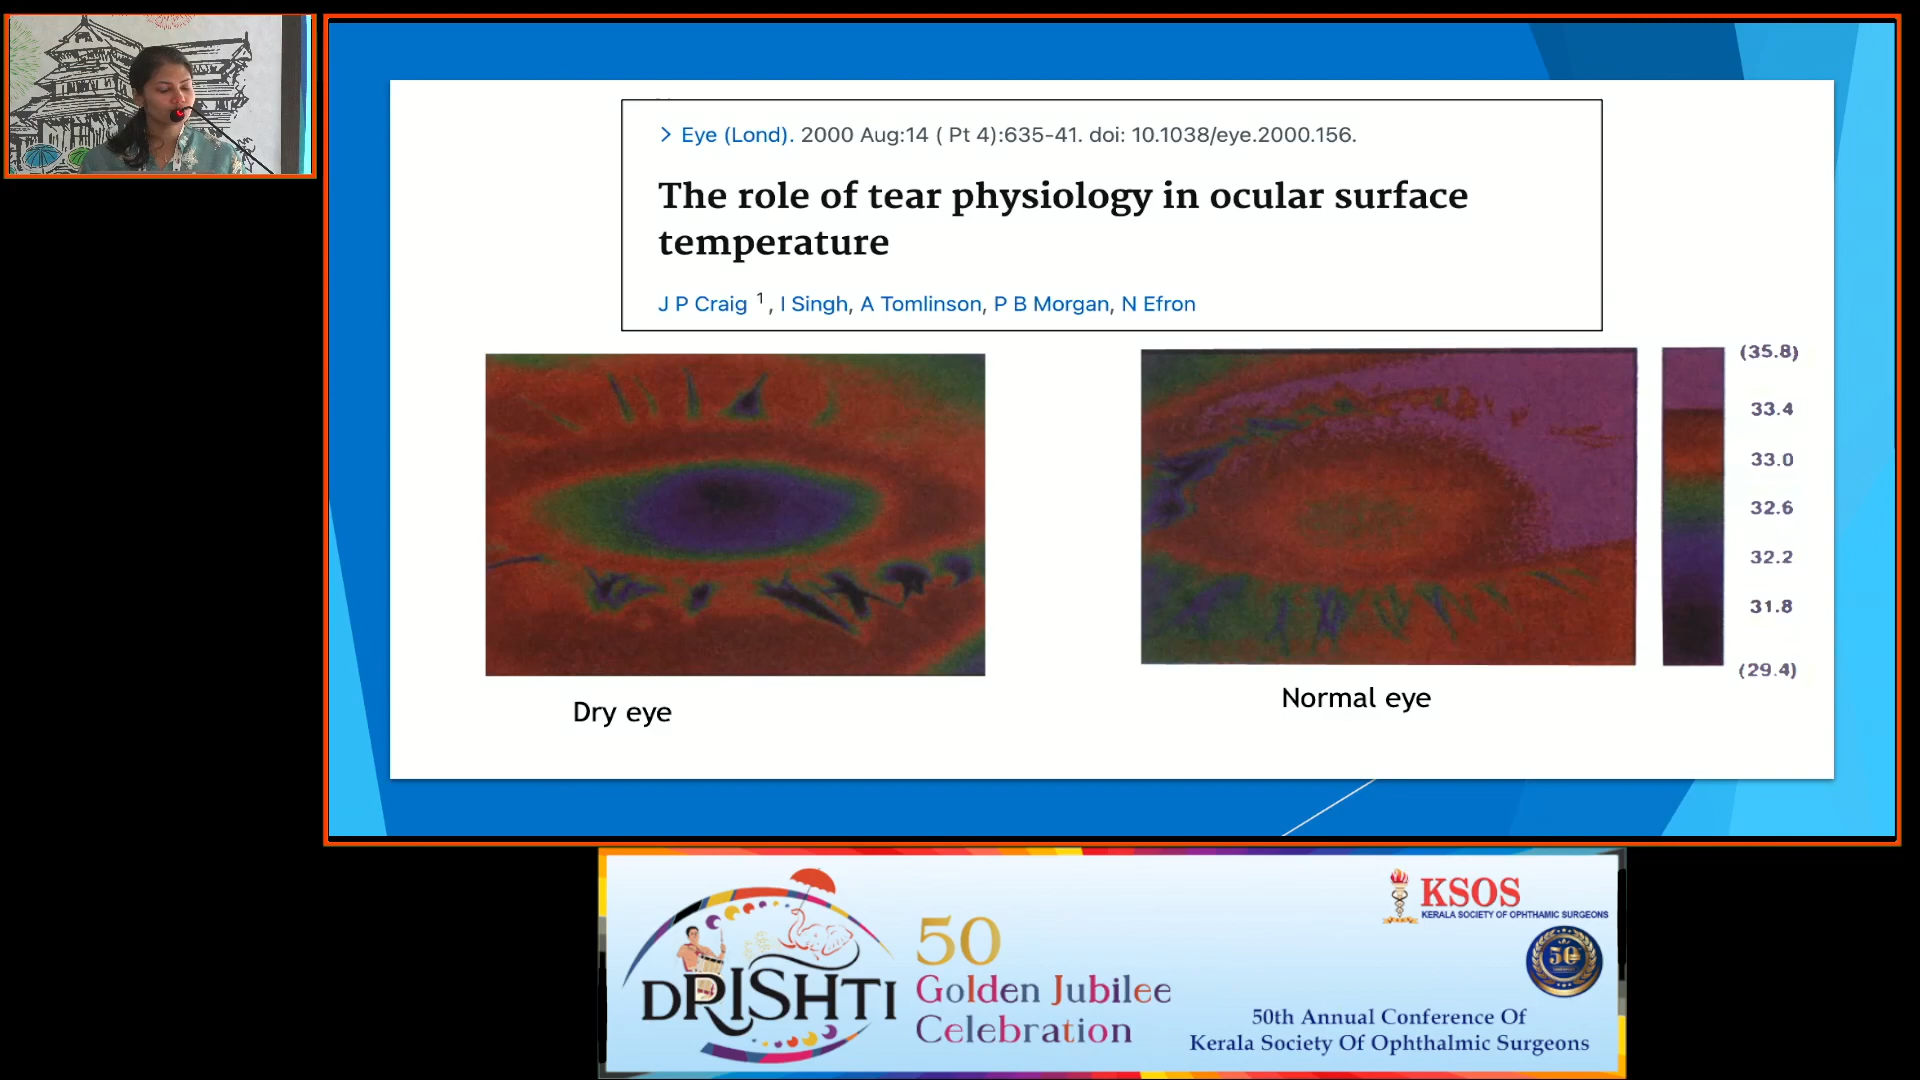 > Eye (Lond). 2000 Aug:14 ( Pt 4):635-41. doi: 10.1038/eye.2000.156.
The role of tear physiology in ocular surface
temperature
J P Craig 1, I Singh, A Tomlinson, P B Morgan, N Efron
(35.8)
33.4
33.0
32.6
32.2
31.8
(29.4)
Dry eye
Normal eye
DRISHTI
50
Golden Jubilee
Celebration
KSOS
KERALA SOCIETY OF OPHTHAMIC SURGEONS
50
50th Annual Conference Of
Kerala Society Of Ophthalmic Surgeons